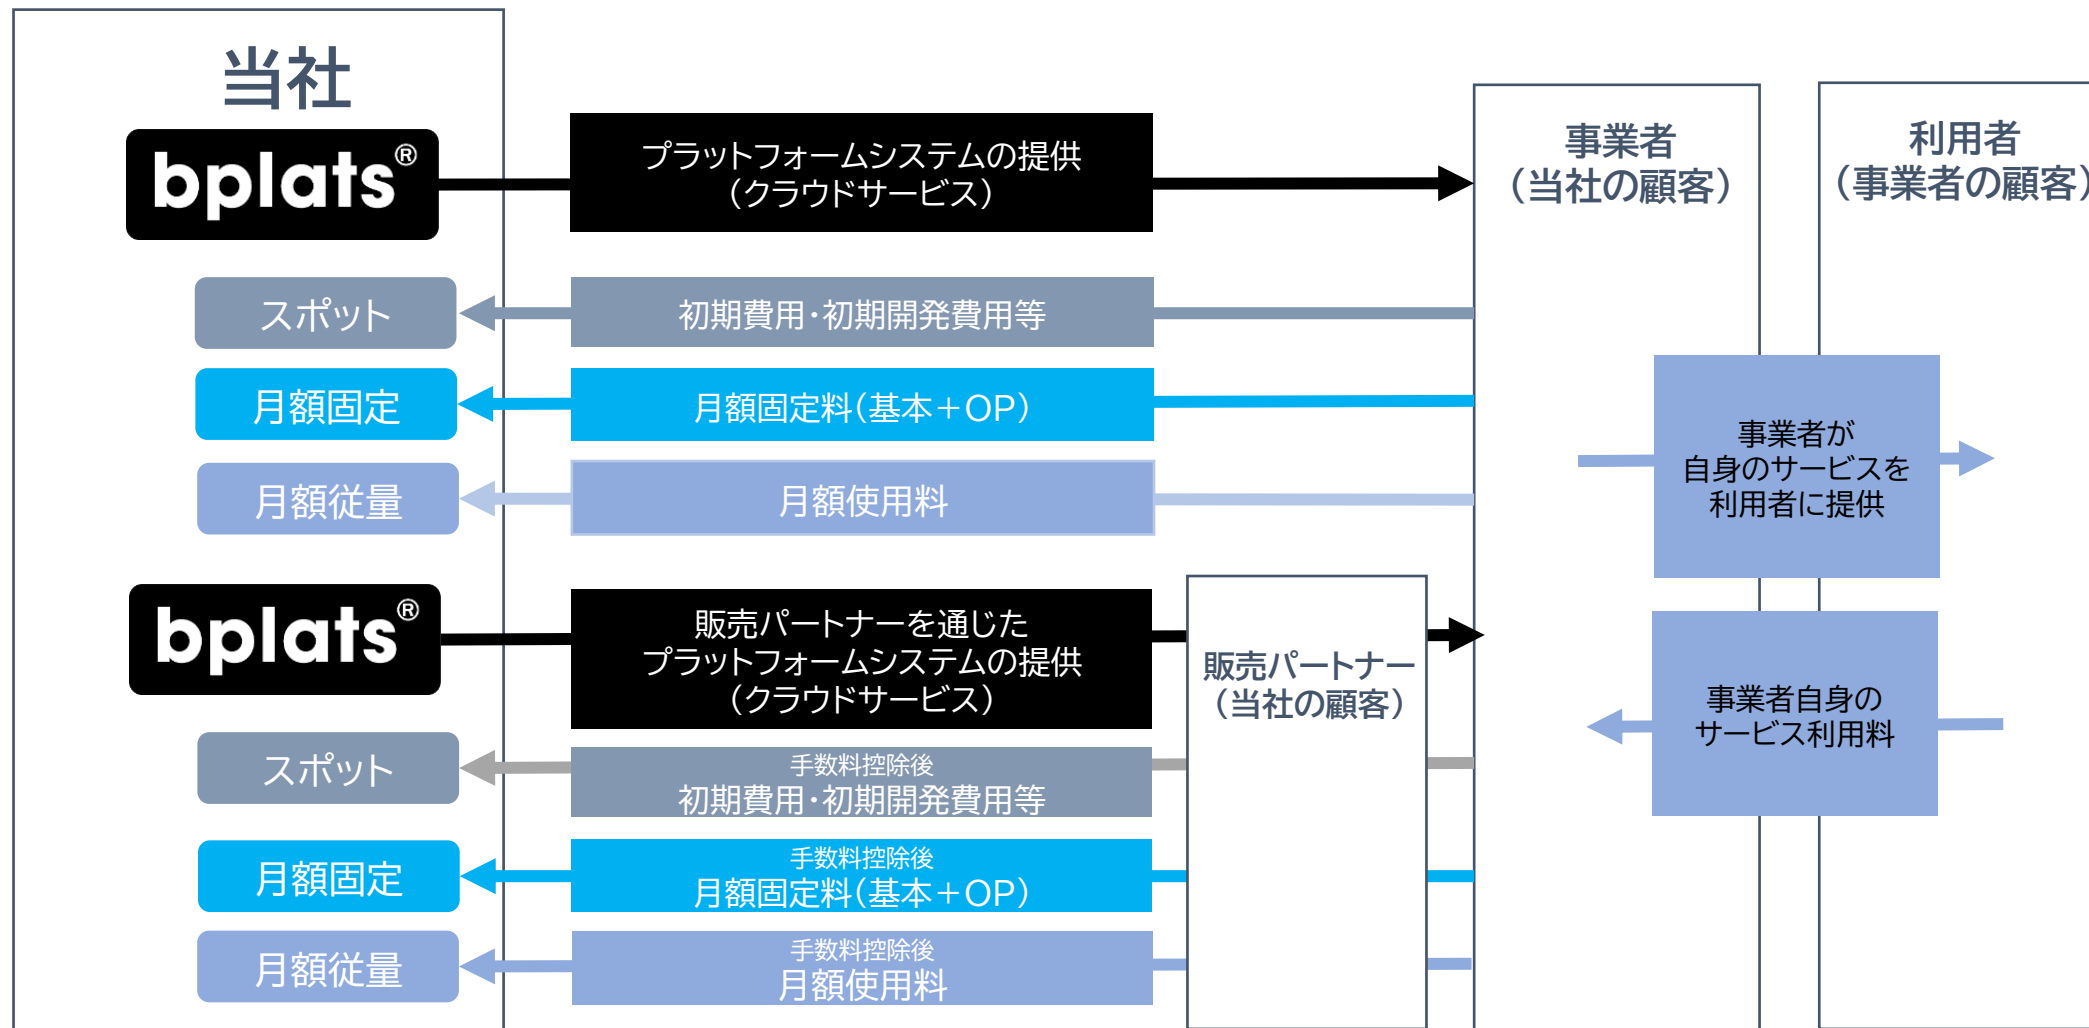 当社
bplats®
プラットフォームシステムの提供
（クラウドサービス）
事業者
（当社の顧客）
利用者
（事業者の顧客）
スポット
初期費用・初期開発費用等
月額固定
月額固定料（基本＋OP）
月額従量
月額使用料
事業者が
自身のサービスを
利用者に提供
bplats®
販売パートナーを通じた
プラットフォームシステムの提供
（クラウドサービス）
販売パートナー
（当社の顧客）
事業者自身の
サービス利用料
スポット
手数料控除後
初期費用・初期開発費用等
月額固定
手数料控除後
月額固定料（基本＋OP）
月額従量
手数料控除後
月額使用料